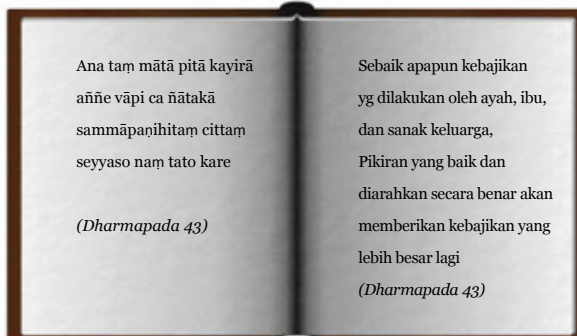 Ana taṃ mātā pitā kayirā
aññe vāpi ca ñātakā
sammāpaṇihitaṃ cittaṃ
seyyaso naṃ tato kare
(Dharmapada 43)
Sebaik apapun kebajikan
yg dilakukan oleh ayah, ibu,
dan sanak keluarga,
Pikiran yang baik dan
diarahkan secara benar akan
memberikan kebajikan yang
lebih besar lagi
(Dharmapada 43)